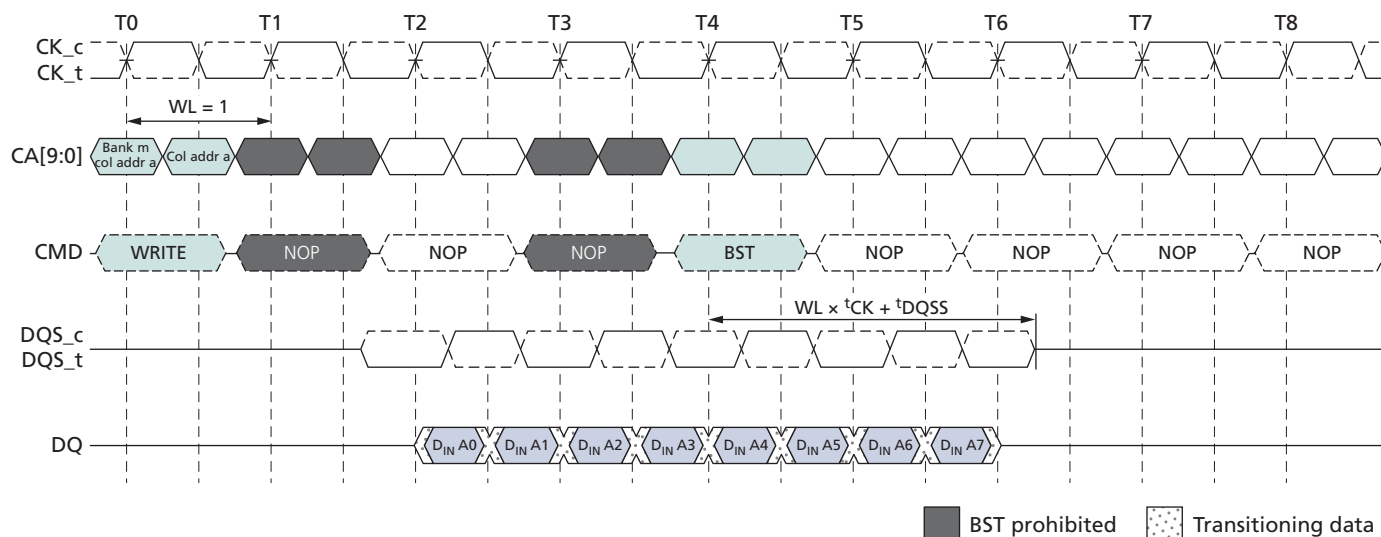 T0 T1 T2 T3 T4 T5 T6 T7 T8
CK_c
CK_t
WL = 1
CA[9:0] Bank m col addr a Col addr a
CMD WRITE NOP NOP NOP BST NOP NOP NOP NOP
WL × tCK + tDQSS
DQS_c
DQS_t
DQ DIN A0 DIN A1 DIN A2 DIN A3 DIN A4 DIN A5 DIN A6 DIN A7
BST prohibited Transitioning data